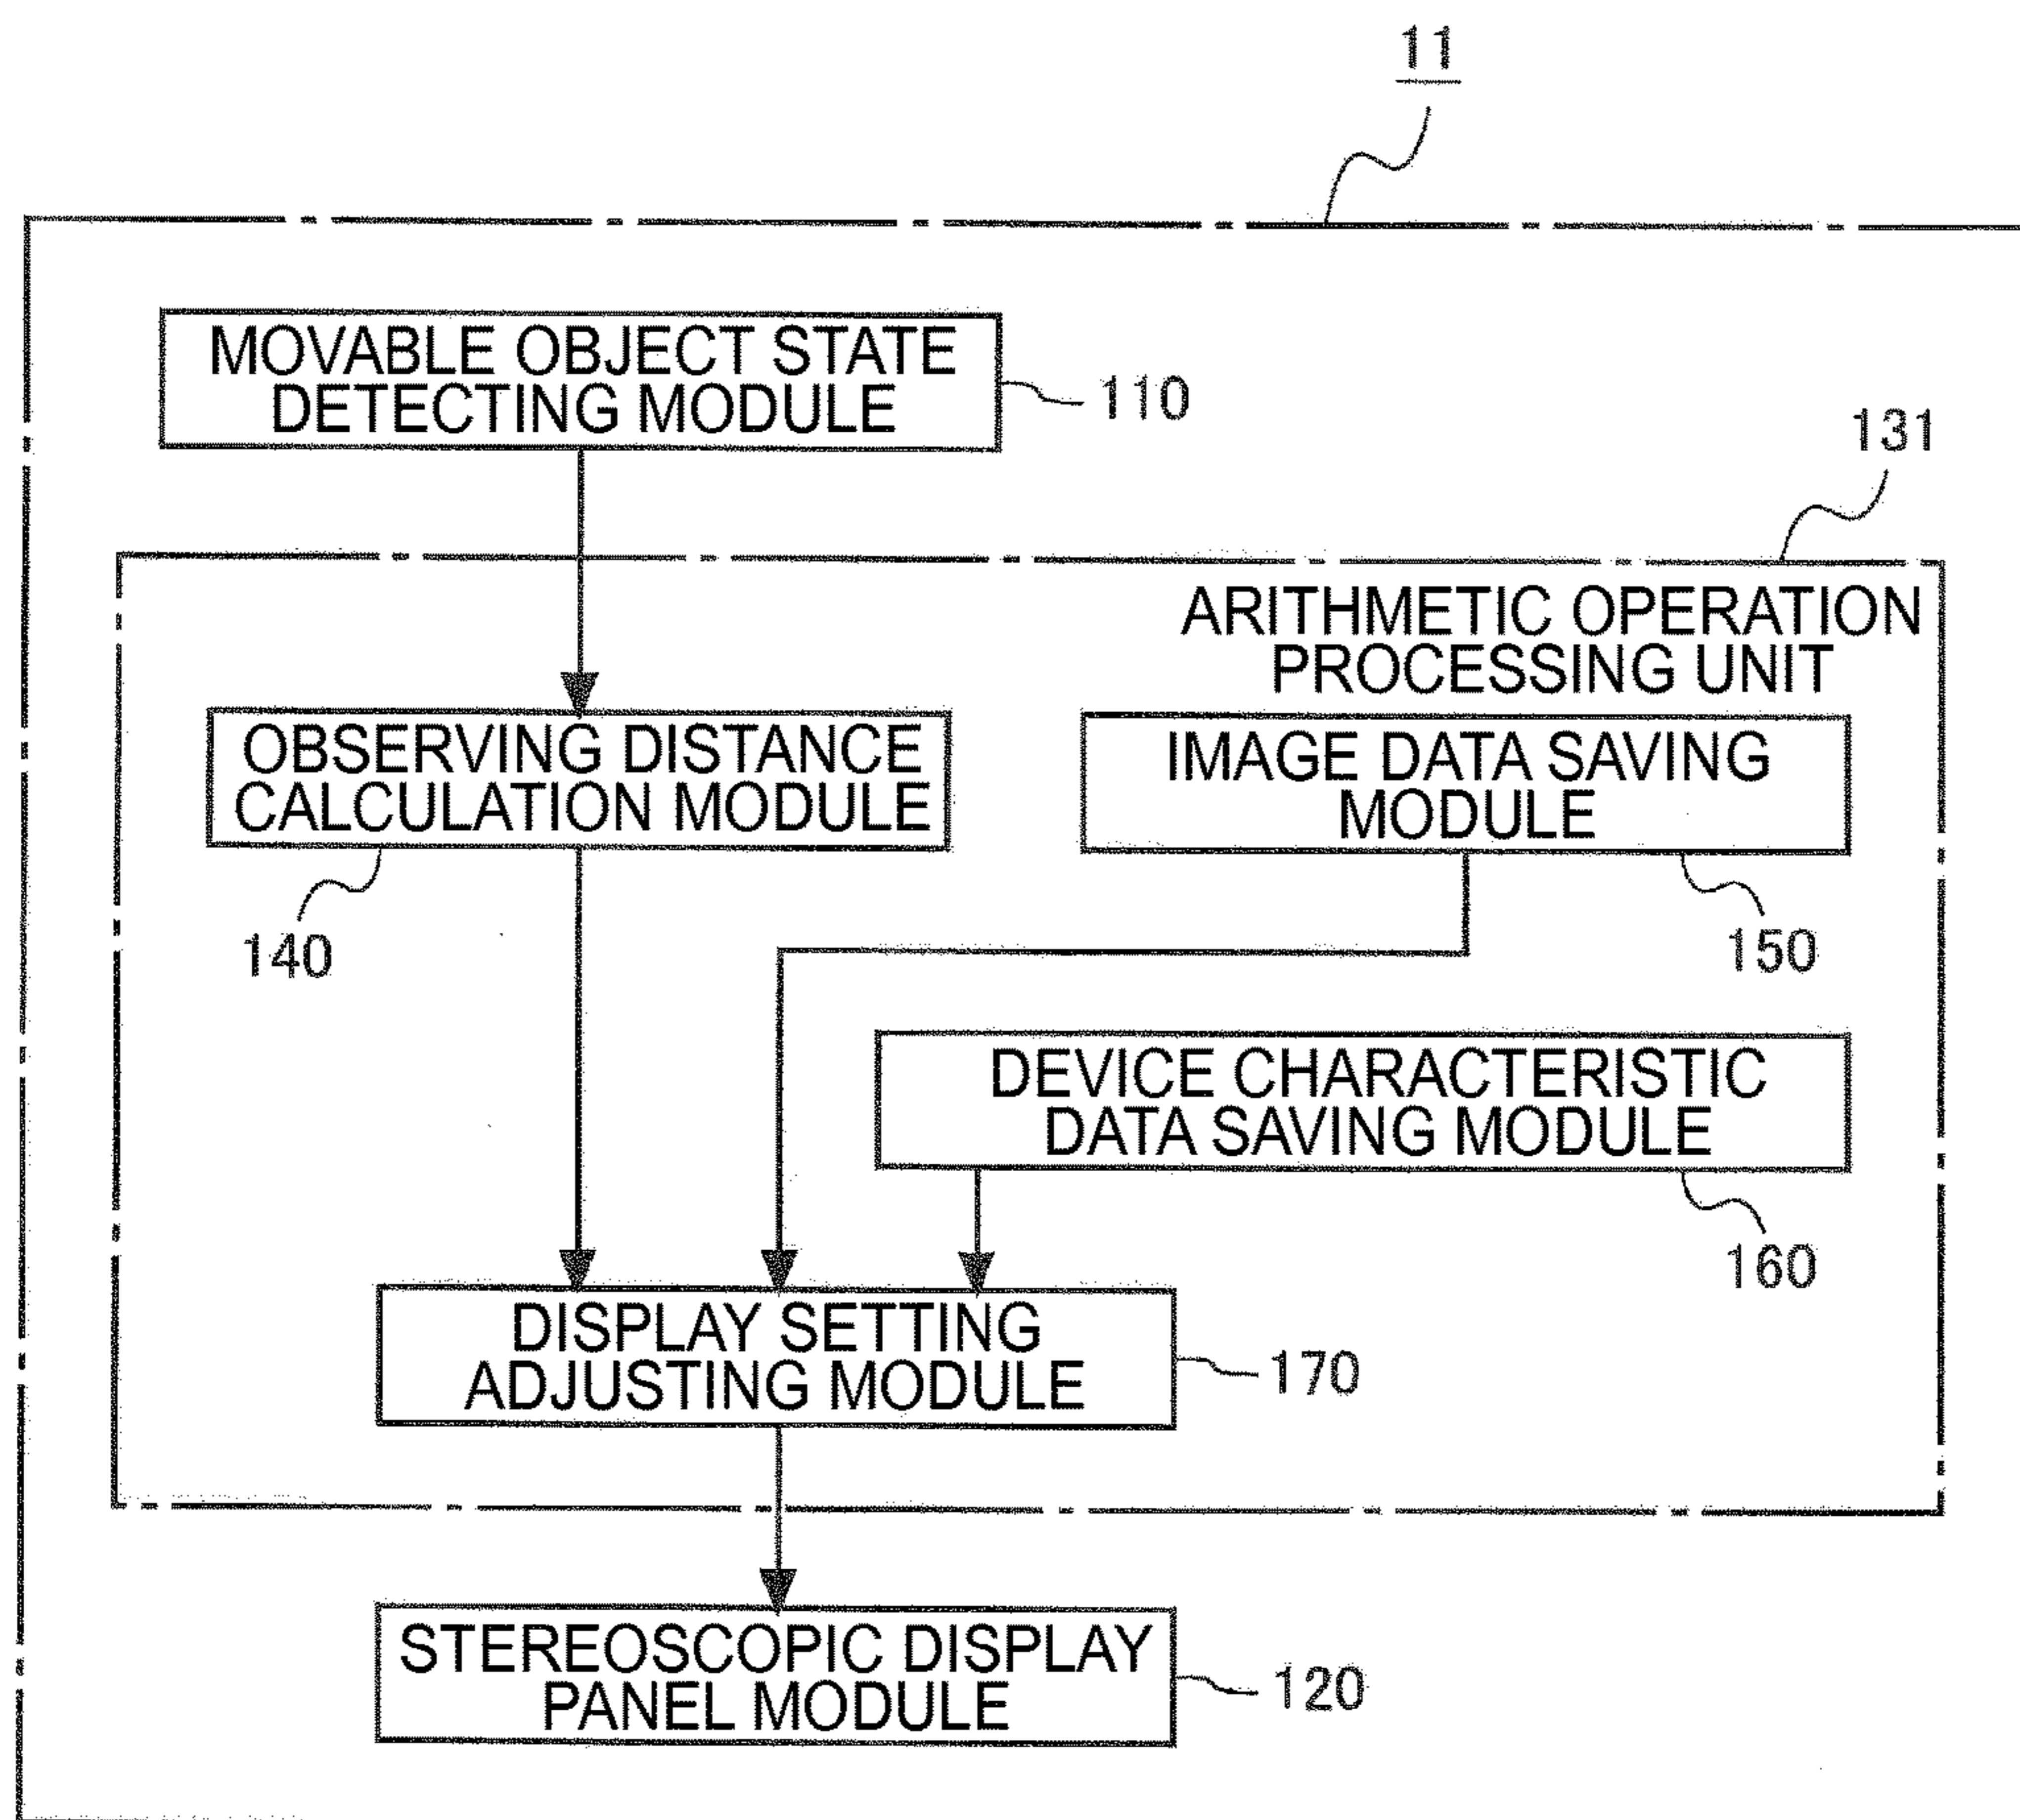 11
MOVABLE OBJECT STATE
DETECTING MODULE
110
131
ARITHMETIC OPERATION
PROCESSING UNIT
OBSERVING DISTANCE
CALCULATION MODULE
140
IMAGE DATA SAVING
MODULE
150
DEVICE CHARACTERISTIC
DATA SAVING MODULE
160
DISPLAY SETTING
ADJUSTING MODULE
170
STEREOSCOPIC DISPLAY
PANEL MODULE
120